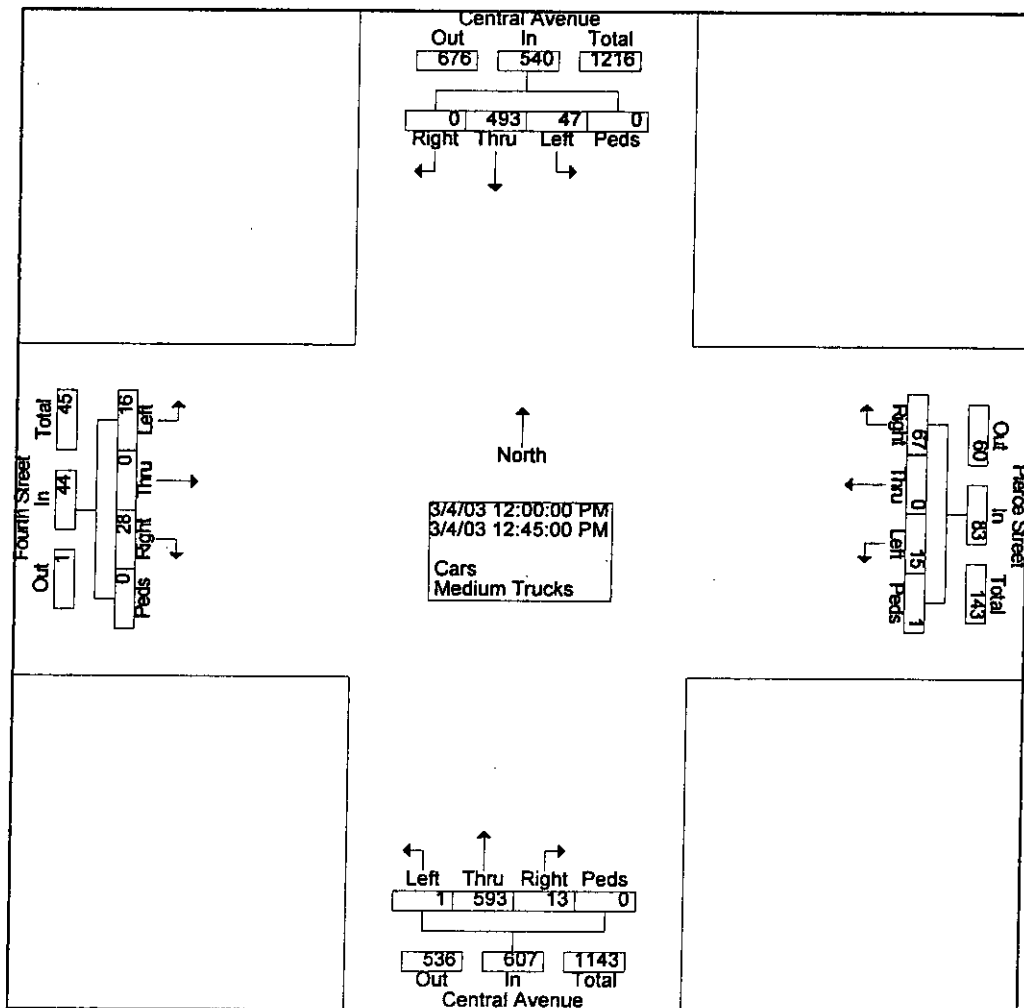 Central Avenue
Out In Total
676 540 1216
0 493 47 0
Right Thru Left Peds
Fourth Street
Total In Out
45 44 1
16 0 28 0
Left Thru Right Peds
North
3/4/03 12:00:00 PM
3/4/03 12:45:00 PM
Cars
Medium Trucks
Right Thru Left Peds
67 0 15 1
Out In Total
60 83 143
Pierce Street
Left Thru Right Peds
1 593 13 0
536 607 1143
Out In Total
Central Avenue